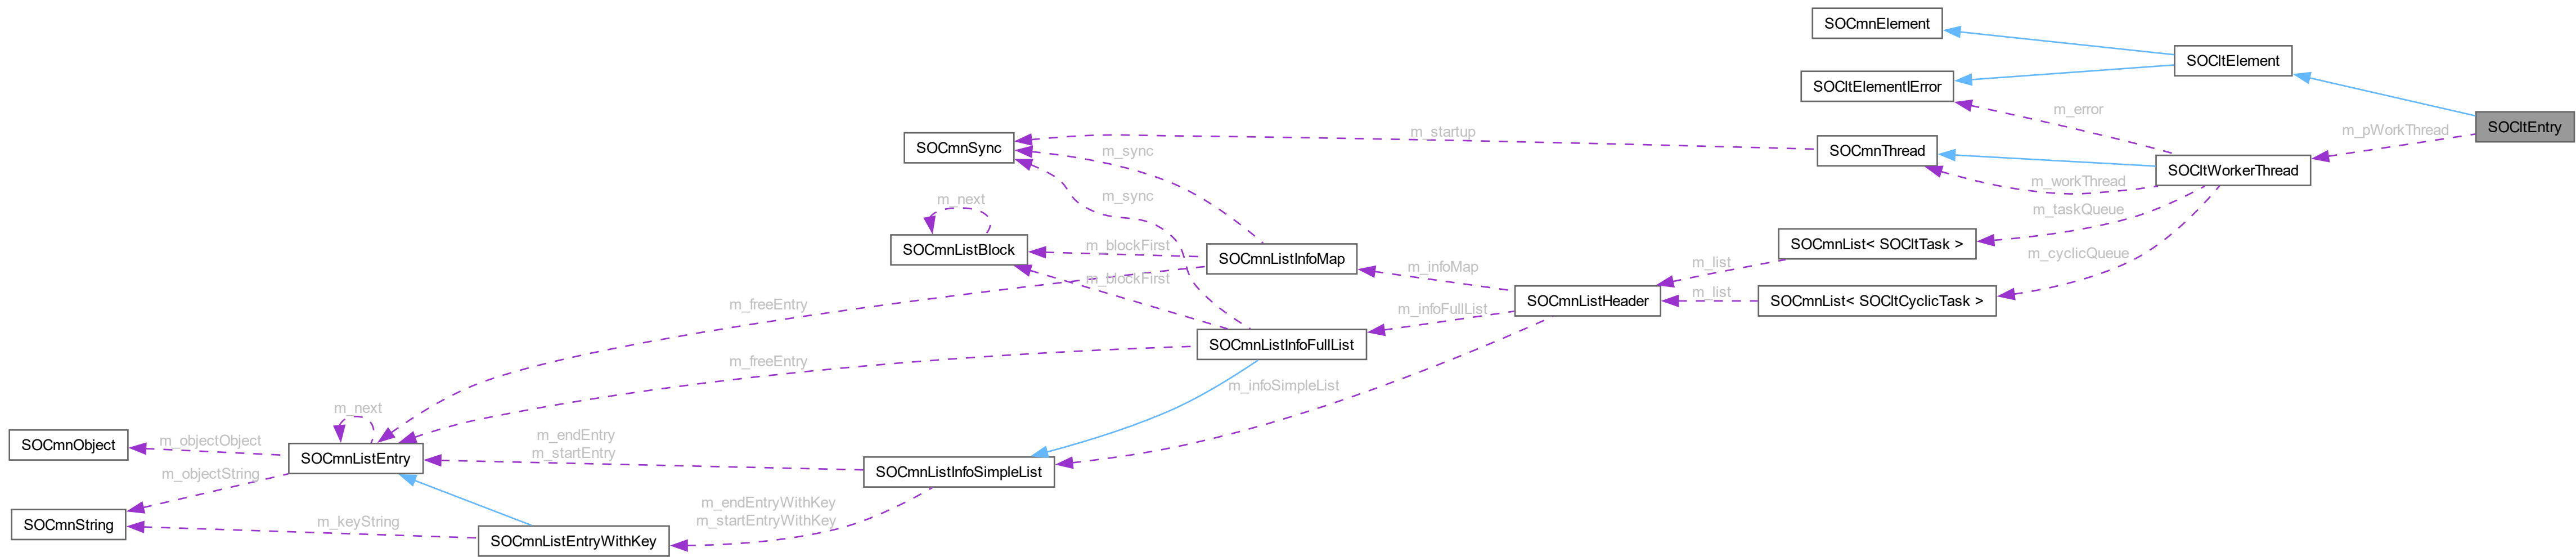 SOCmnElement
SOCltElement
SOCltElementIError
m_error
SOCltEntry
m_pWorkThread
m_startup
SOCmnSync
m_sync
SOCmnThread
SOCltWorkerThread
m_workThread
m_sync
m_next
m_taskQueue
SOCmnListBlock
m_blockFirst
SOCmnListInfoMap
SOCmnList< SOCltTask >
m_cyclicQueue
m_infoMap
m_list
m_blockFirst
m_list
SOCmnListHeader
SOCmnList< SOCltCyclicTask >
m_freeEntry
m_infoFullList
SOCmnListInfoFullList
m_freeEntry
m_infoSimpleList
m_next
SOCmnObject
m_objectObject
m_endEntry
m_startEntry
SOCmnListEntry
m_objectString
SOCmnListInfoSimpleList
m_endEntryWithKey
m_startEntryWithKey
SOCmnString
m_keyString
SOCmnListEntryWithKey